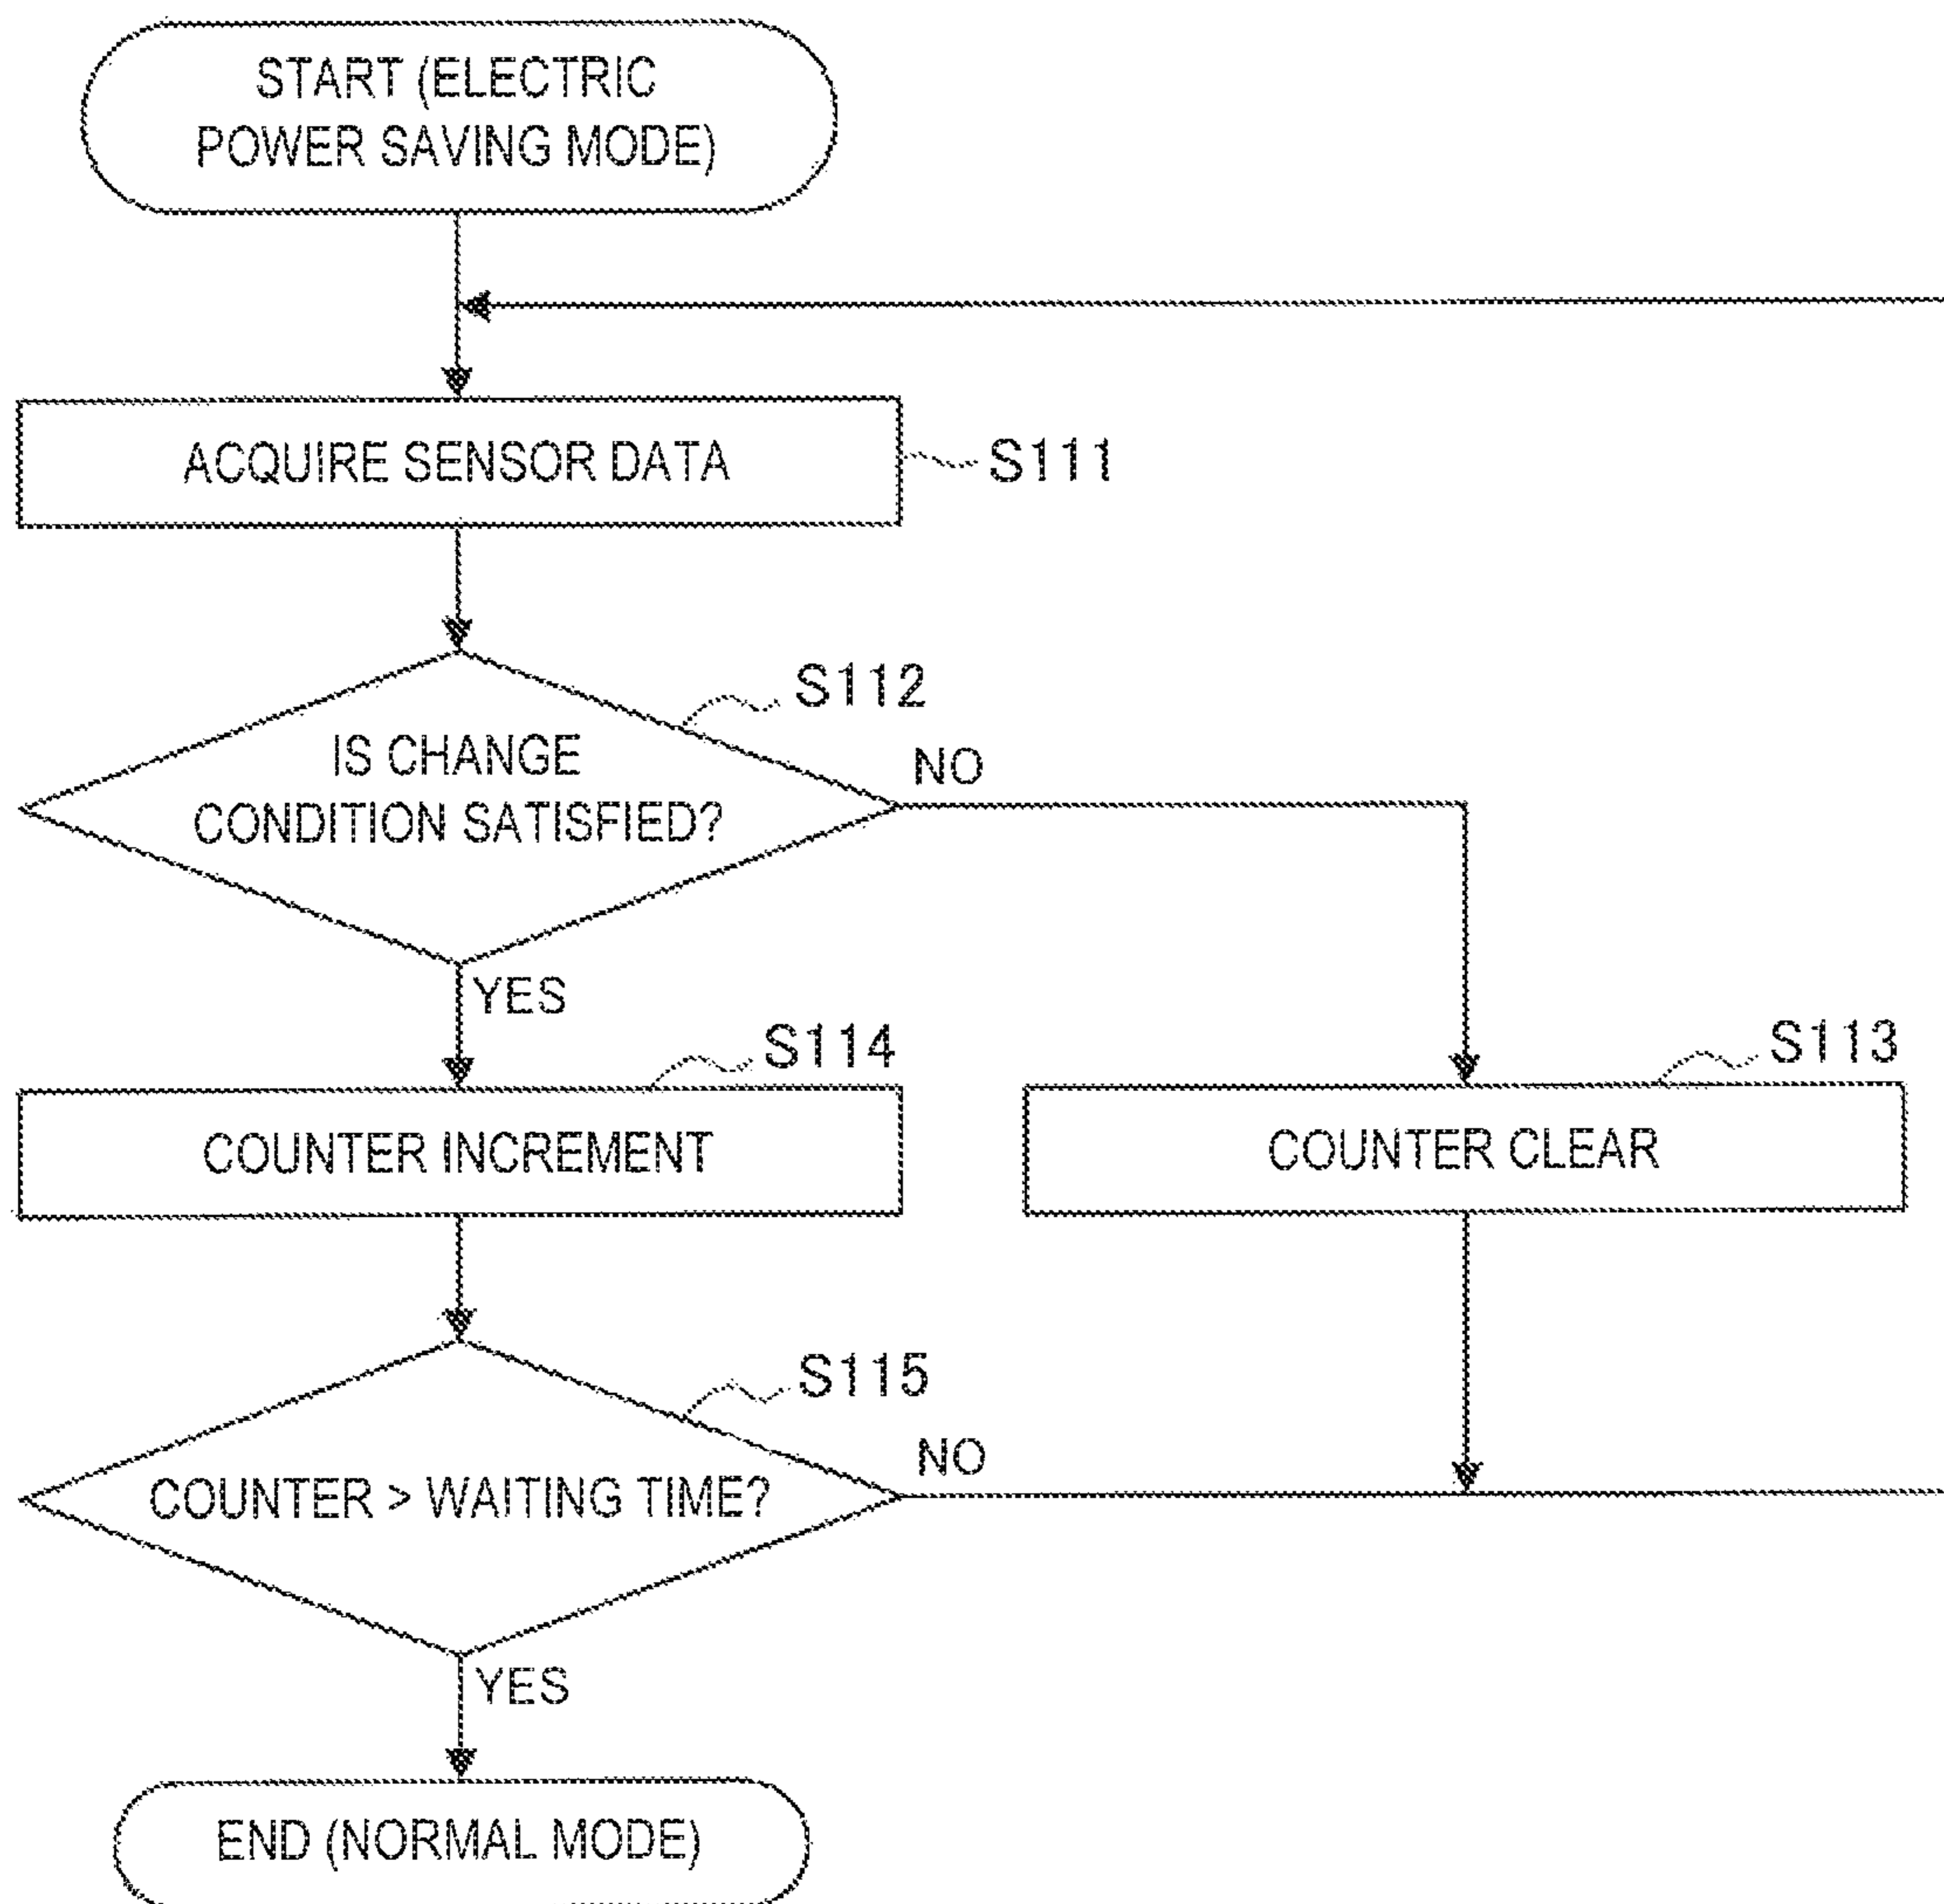 START (ELECTRIC
POWER SAVING MODE)
ACQUIRE SENSOR DATA
S111
S112
IS CHANGE
CONDITION SATISFIED?
NO
YES
S114
S113
COUNTER INCREMENT
COUNTER CLEAR
S115
COUNTER > WAITING TIME?
NO
YES
END (NORMAL MODE)